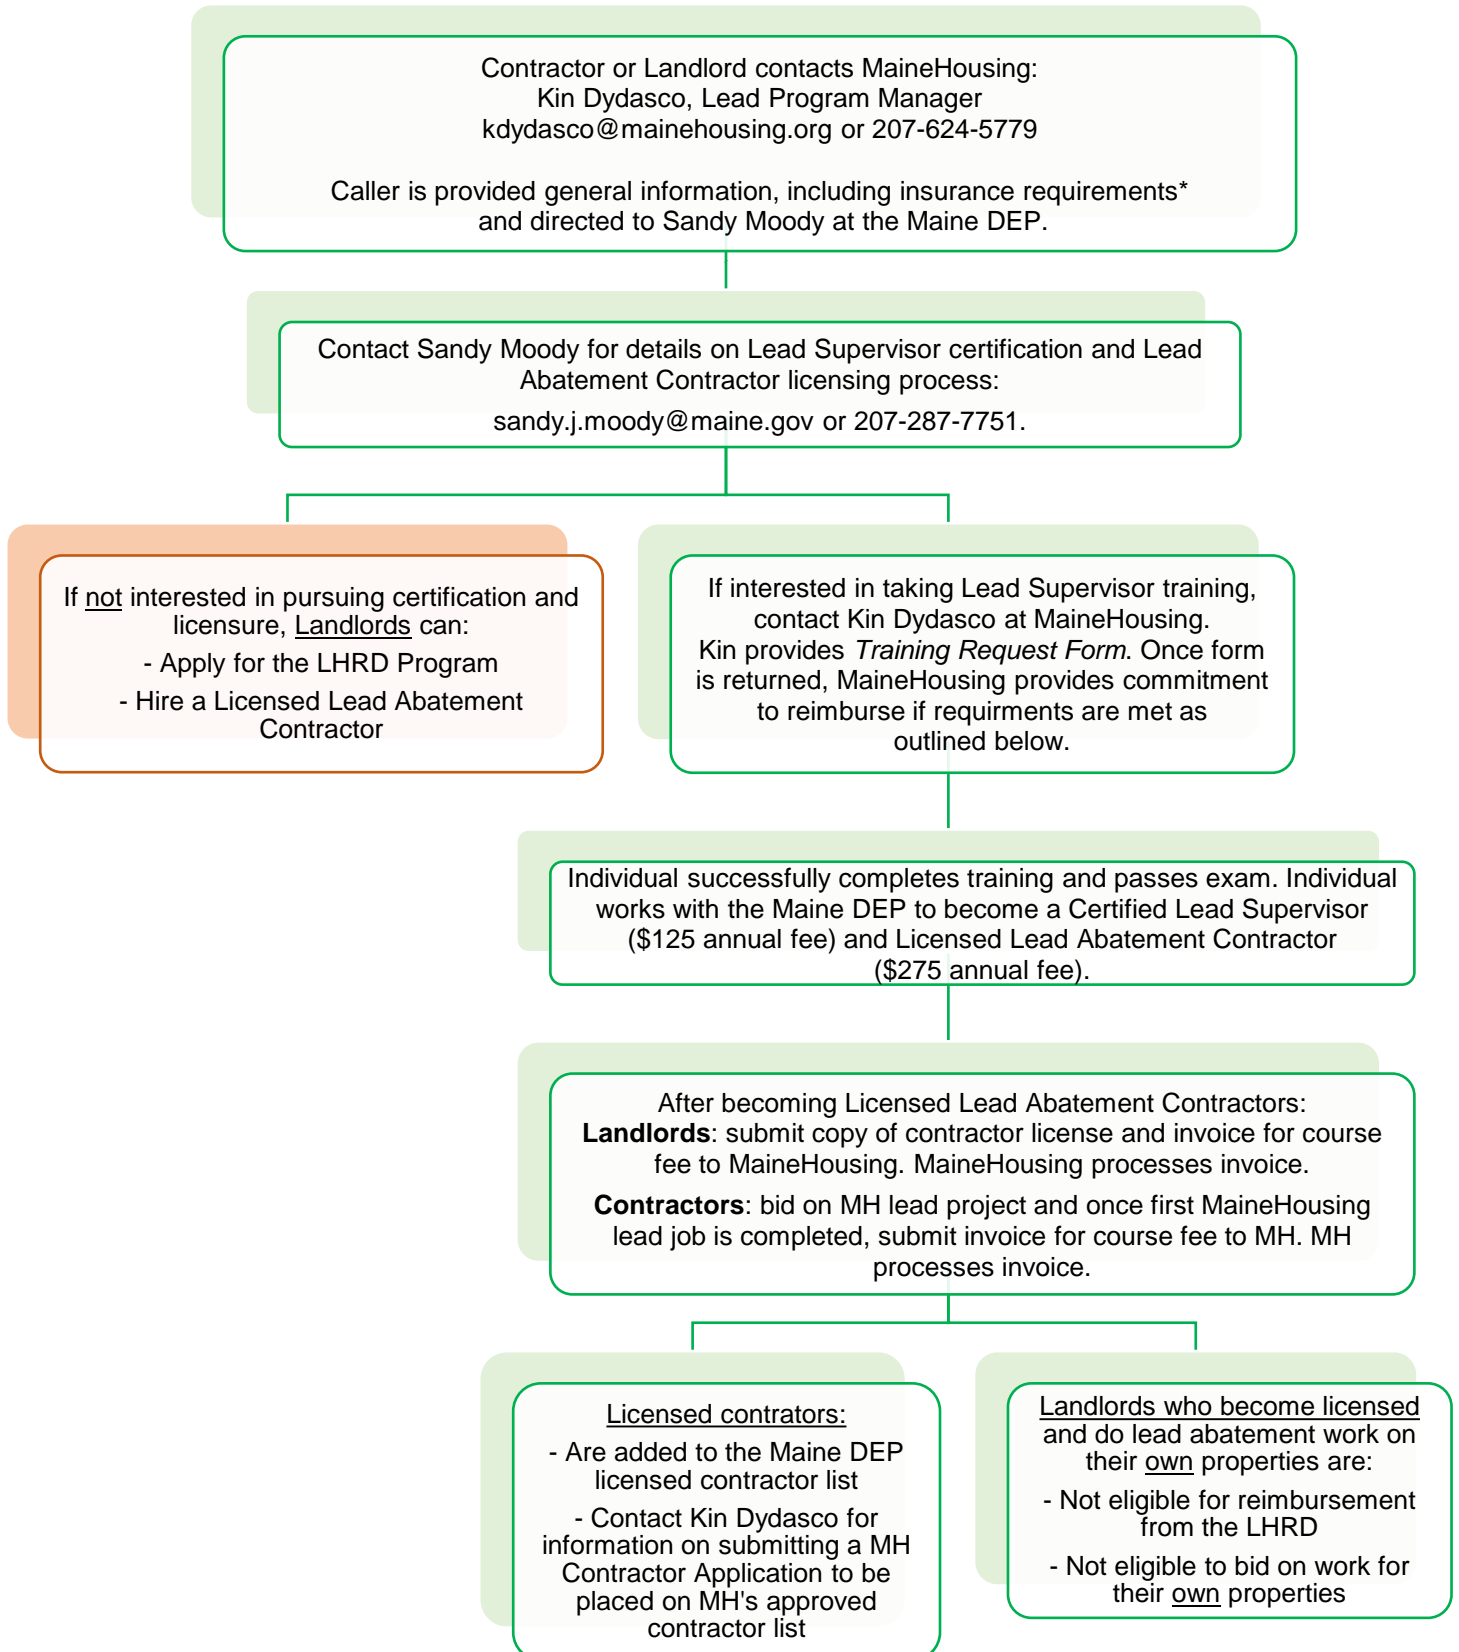 Contractor or Landlord contacts MaineHousing:
Kin Dydasco, Lead Program Manager
kdydasco@mainehousing.org or 207-624-5779
Caller is provided general information, including insurance requirements*
and directed to Sandy Moody at the Maine DEP.
Contact Sandy Moody for details on Lead Supervisor certification and Lead
Abatement Contractor licensing process:
sandy.j.moody@maine.gov or 207-287-7751.
If not interested in pursuing certification and
licensure, Landlords can:
- Apply for the LHRD Program
- Hire a Licensed Lead Abatement
Contractor
If interested in taking Lead Supervisor training,
contact Kin Dydasco at MaineHousing.
Kin provides Training Request Form. Once form
is returned, MaineHousing provides commitment
to reimburse if requirments are met as
outlined below.
Individual successfully completes training and passes exam. Individual
works with the Maine DEP to become a Certified Lead Supervisor
($125 annual fee) and Licensed Lead Abatement Contractor
($275 annual fee).
After becoming Licensed Lead Abatement Contractors:
Landlords: submit copy of contractor license and invoice for course
fee to MaineHousing. MaineHousing processes invoice.
Contractors: bid on MH lead project and once first MaineHousing
lead job is completed, submit invoice for course fee to MH. MH
processes invoice.
Licensed contrators:
- Are added to the Maine DEP
licensed contractor list
- Contact Kin Dydasco for
information on submitting a MH
Contractor Application to be
placed on MH's approved
contractor list
Landlords who become licensed
and do lead abatement work on
their own properties are:
- Not eligible for reimbursement
from the LHRD
- Not eligible to bid on work for
their own properties